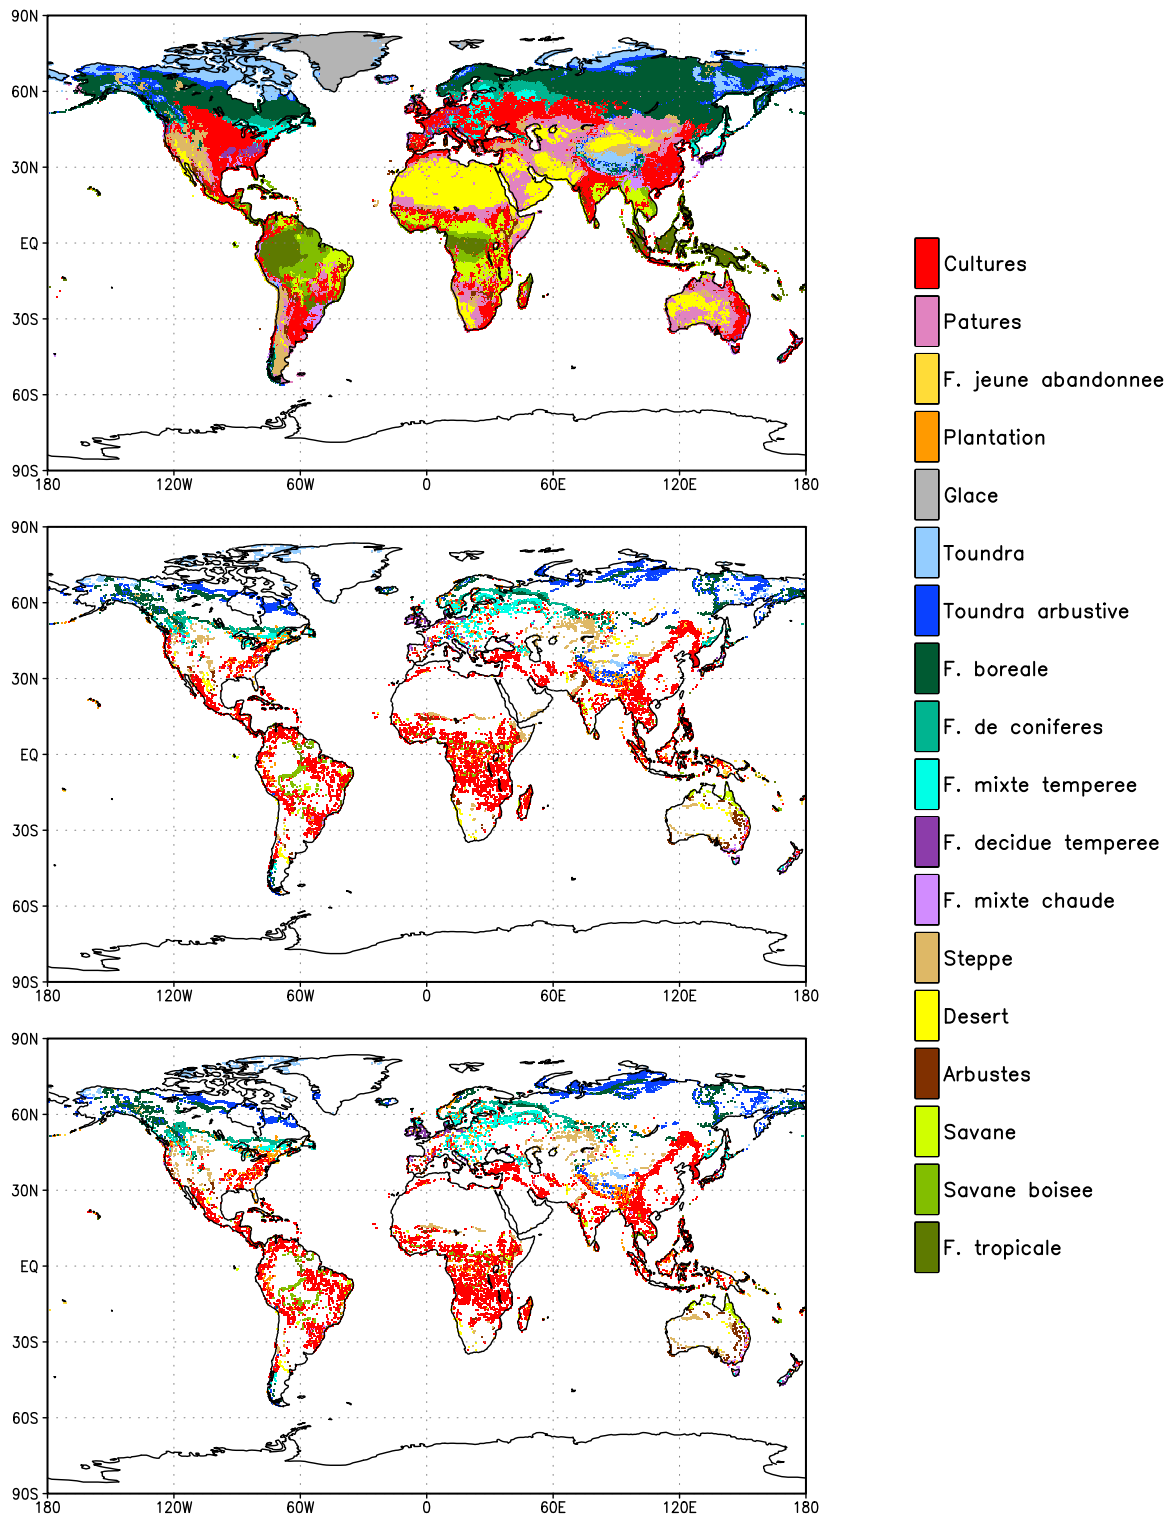 90N
60N
30N
EQ
30S
60S
90S
180 120W 60W 0 60E 120E 180
90N
60N
30N
EQ
30S
60S
90S
180 120W 60W 0 60E 120E 180
90N
60N
30N
EQ
30S
60S
90S
180 120W 60W 0 60E 120E 180
Cultures
Patures
F. jeune abandonnee
Plantation
Glace
Toundra
Toundra arbustive
F. boreale
F. de coniferes
F. mixte temperee
F. decidue temperee
F. mixte chaude
Steppe
Desert
Arbustes
Savane
Savane boisee
F. tropicale